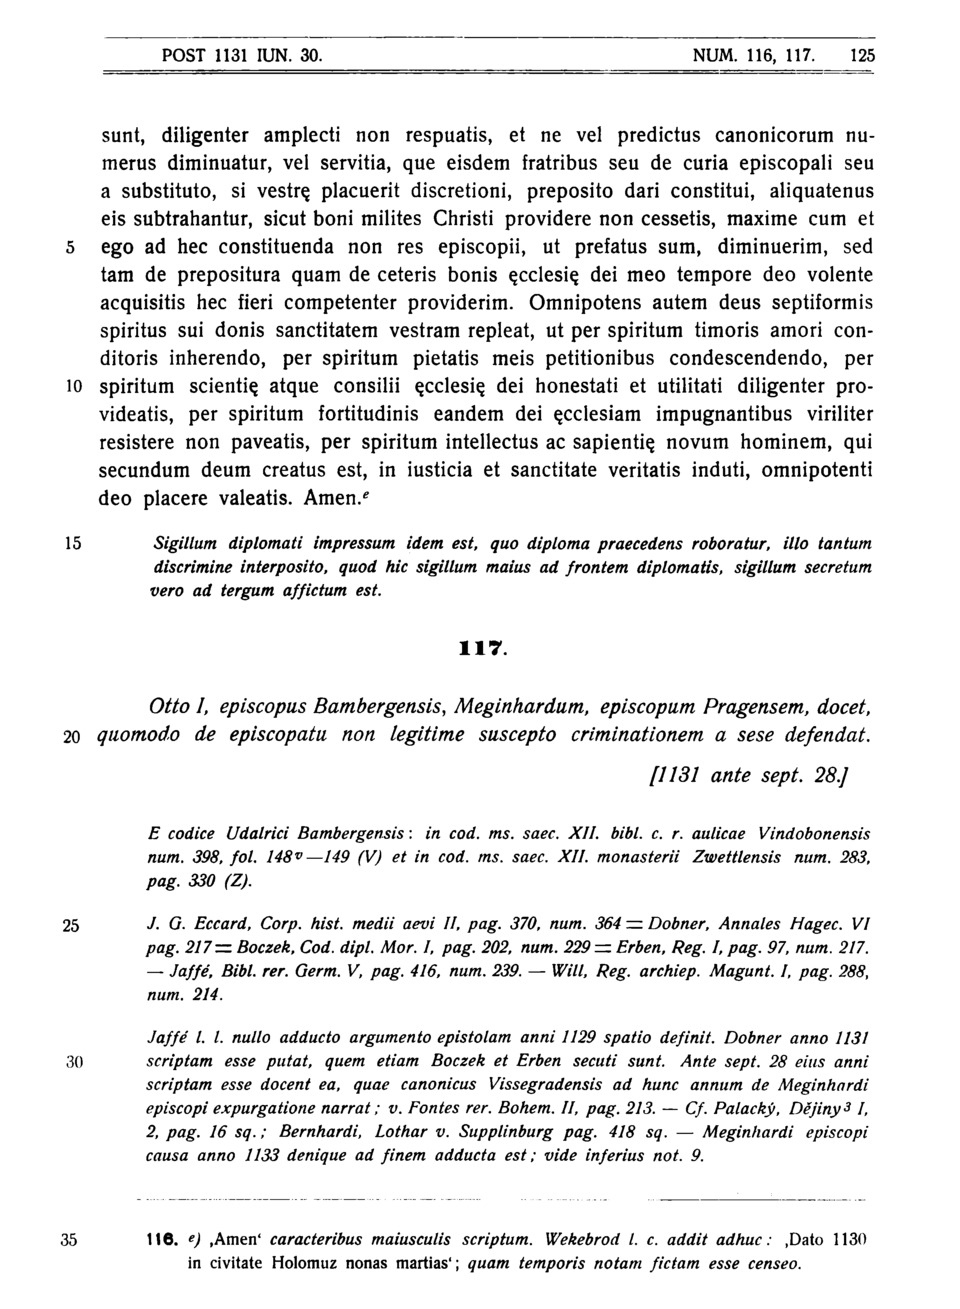 POST 1131 IUN. 30. NUM. 116, 117. 125
sunt, diligenter amplecti non respuatis, et ne vel predictus canonicorum nu-
merus diminuatur, vel servitia, que eisdem fratribus seu de curia episcopali seu
a substituto, si vestrę placuerit discretioni, preposito dari constitui, aliquatenus
eis subtrahantur, sicut boni milites Christi providere non cessetis, maxime cum et
5 ego ad hec constituenda non res episcopii, ut prefatus sum, diminuerim, sed
tam de prepositura quam de ceteris bonis ęcclesię dei meo tempore deo volente
acquisitis hec fieri competenter providerim. Omnipotens autem deus septiformis
spiritus sui donis sanctitatem vestram repleat, ut per spiritum timoris amori con-
ditoris inherendo, per spiritum pietatis meis petitionibus condescendendo, per
10 spiritum scientię atque consilii ęcclesię dei honestati et utilitati diligenter pro-
videatis, per spiritum fortitudinis eandem dei ęcclesiam impugnantibus viriliter
resistere non paveatis, per spiritum intellectus ac sapientię novum hominem, qui
secundum deum creatus est, in iusticia et sanctitate veritatis induti, omnipotenti
deo placere valeatis. Amen.ᵉ
15 Sigillum diplomati impressum idem est, quo diploma praecedens roboratur, illo tantum
discrimine interposito, quod hic sigillum maius ad frontem diplomatis, sigillum secretum
vero ad tergum affictum est.
117.
Otto I, episcopus Bambergensis, Meginhardum, episcopum Pragensem, docet,
20 quomodo de episcopatu non legitime suscepto criminationem a sese defendat.
[1131 ante sept. 28.]
E codice Udalrici Bambergensis: in cod. ms. saec. XII. bibl. c. r. aulicae Vindobonensis
num. 398, fol. 148ᵛ—149 (V) et in cod. ms. saec. XII. monasterii Zwettlensis num. 283,
pag. 330 (Z).
25 J. G. Eccard, Corp. hist. medii aevi II, pag. 370, num. 364 = Dobner, Annales Hagec. VI
pag. 217 = Boczek, Cod. dipl. Mor. I, pag. 202, num. 229 = Erben, Reg. I, pag. 97, num. 217.
— Jaffé, Bibl. rer. Germ. V, pag. 416, num. 239. — Will, Reg. archiep. Magunt. I, pag. 288,
num. 214.
Jaffé l. l. nullo adducto argumento epistolam anni 1129 spatio definit. Dobner anno 1131
30 scriptam esse putat, quem etiam Boczek et Erben secuti sunt. Ante sept. 28 eius anni
scriptam esse docent ea, quae canonicus Vissegradensis ad hunc annum de Meginhardi
episcopi expurgatione narrat; v. Fontes rer. Bohem. II, pag. 213. — Cf. Palacký, Dějiny³ I,
2, pag. 16 sq.; Bernhardi, Lothar v. Supplinburg pag. 418 sq. — Meginhardi episcopi
causa anno 1133 denique ad finem adducta est; vide inferius not. 9.
35 116. ᵉ) ‚Amen‘ caracteribus maiusculis scriptum. Wekebrod l. c. addit adhuc: ‚Dato 1130
in civitate Holomuz nonas martias‘; quam temporis notam fictam esse censeo.